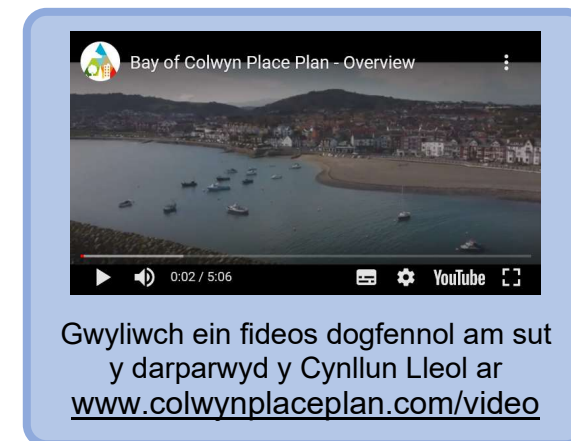 Bay of Colwyn Place Plan - Overview
0:02 / 5:06
YouTube
Gwyliwch ein fideos dogfennol am sut
y darparwyd y Cynllun Lleol ar
www.colwynplaceplan.com/video